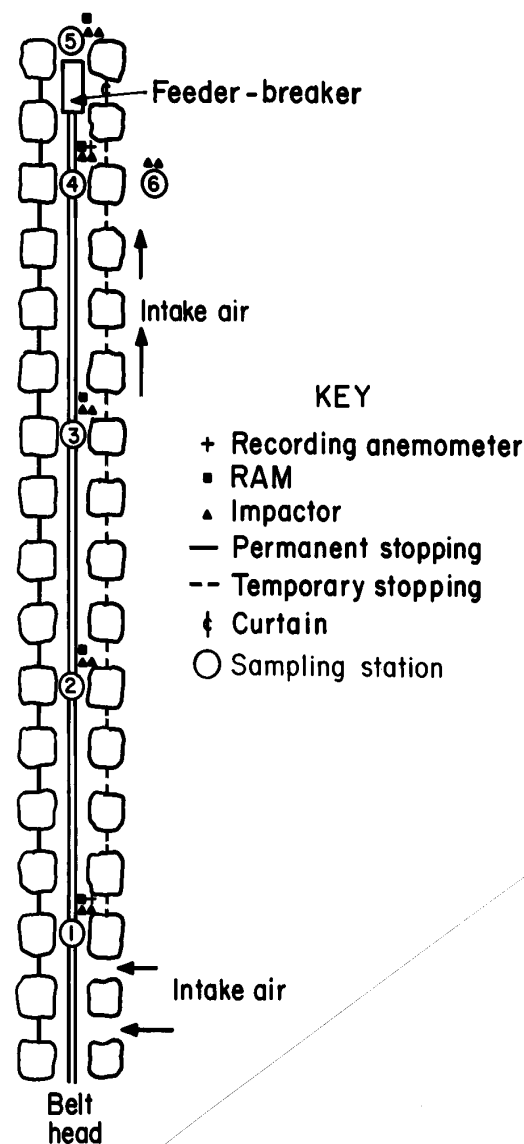 5
Feeder-breaker
4
6
Intake air
3
KEY
+ Recording anemometer
■ RAM
▲ Impactor
— Permanent stopping
-- Temporary stopping
Curtain
Sampling station
2
1
Intake air
Belt
head